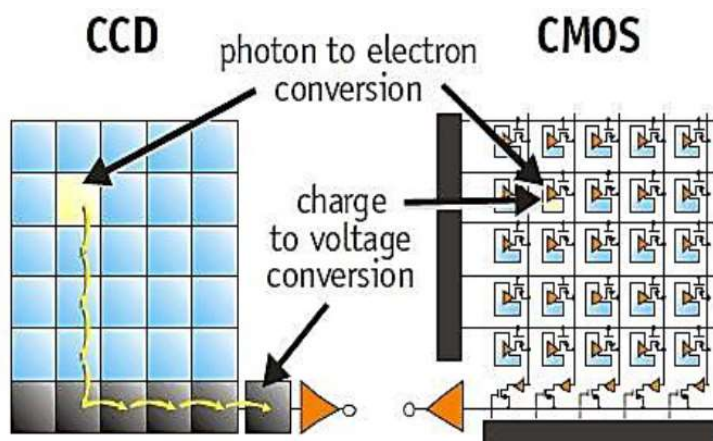 CCD
CMOS
photon to electron
conversion
charge
to voltage
conversion